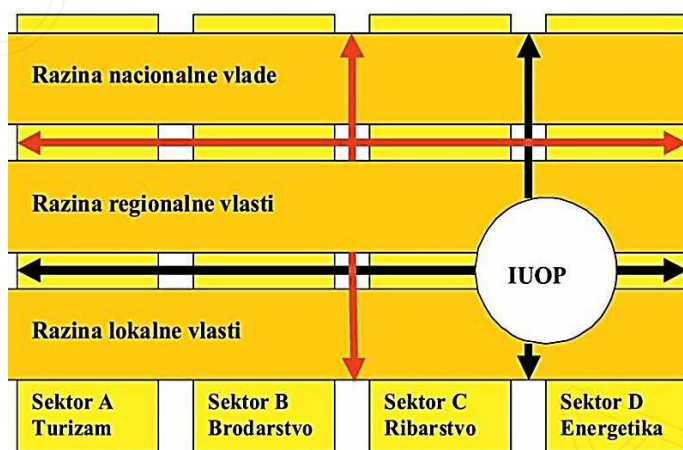 Razina nacionalne vlade
Razina regionalne vlasti
IUOP
Razina lokalne vlasti
Sektor A
Turizam
Sektor B
Brodarstvo
Sektor C
Ribarstvo
Sektor D
Energetika